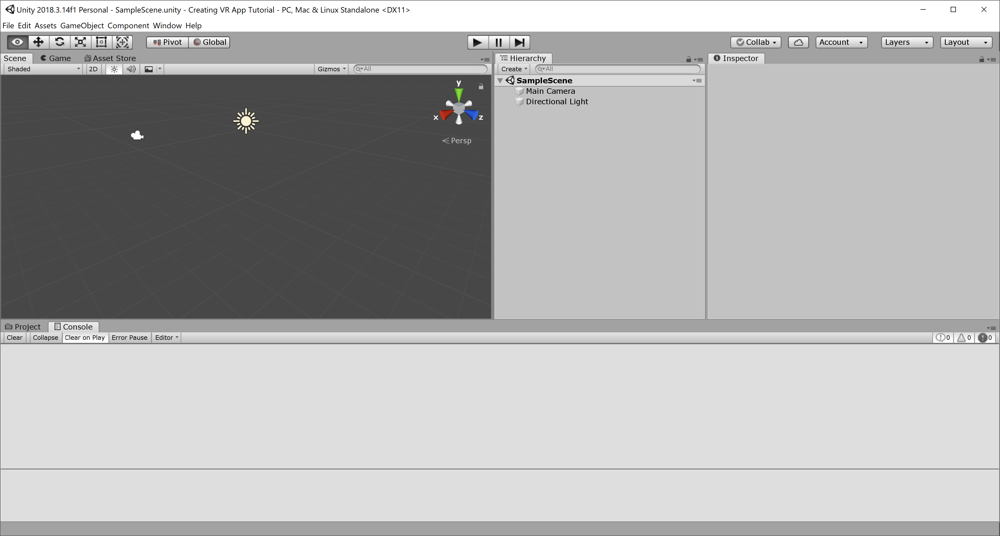 Unity 2018.3.14f1 Personal - SampleScene.unity - Creating VR App Tutorial - PC, Mac & Linux Standalone <DX11>
File Edit Assets GameObject Component Window Help
Pivot Global Collab Account Layers Layout
Scene Game Asset Store Hierarchy Inspector
Shaded 2D Gizmos All Create All
SampleScene
y
Main Camera
Directional Light
x z
Persp
Project Console
Clear Collapse Clear on Play Error Pause Editor 0 0 0